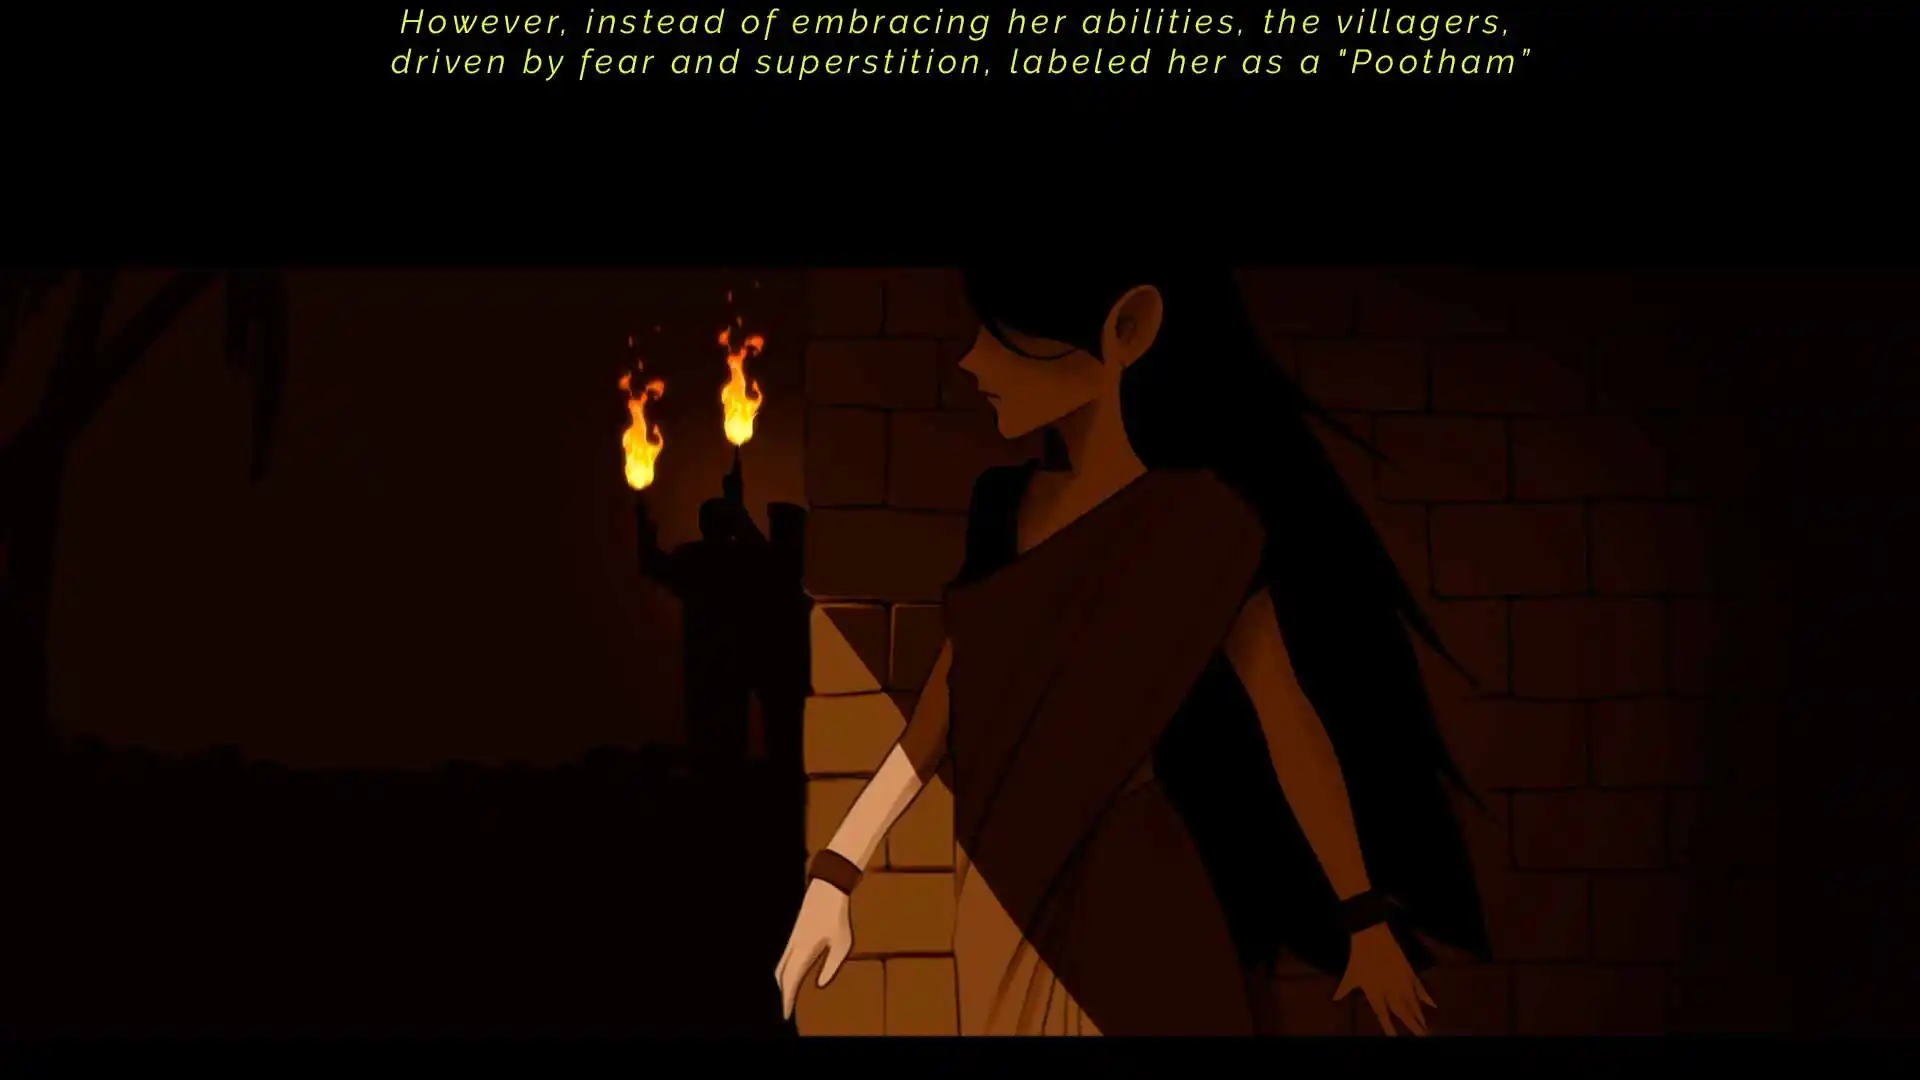 However, instead of embracing her abilities, the villagers,
driven by fear and superstition, labeled her as a "Pootham”